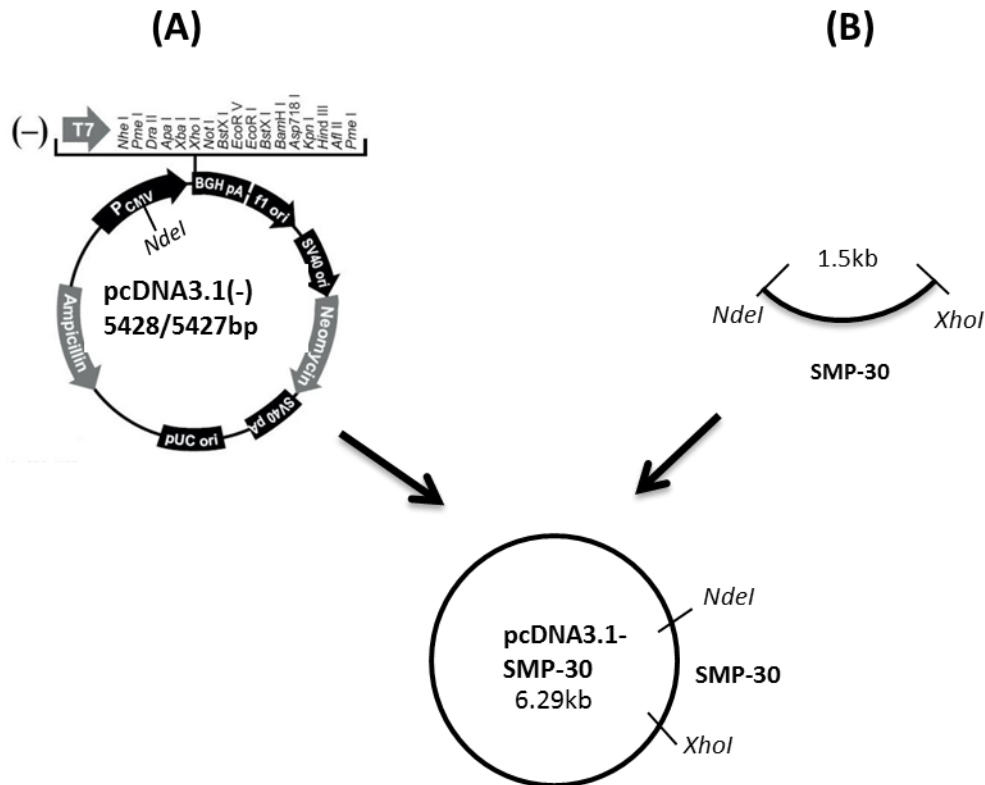 (A)
(B)
(–)
T7
Nhe I
Pme I
Dra II
Apa I
Xba I
Xho I
Not I
BstX I
EcoR V
EcoR I
BstX I
BamH I
Asp718 I
Kpn I
Hind III
Afl II
Pme I
PCMV
BGH pA
f1 ori
SV40 ori
Neomycin
SV40 pA
pUC ori
Ampicillin
NdeI
pcDNA3.1(-)
5428/5427bp
1.5kb
NdeI
XhoI
SMP-30
NdeI
pcDNA3.1-
SMP-30
6.29kb
SMP-30
XhoI